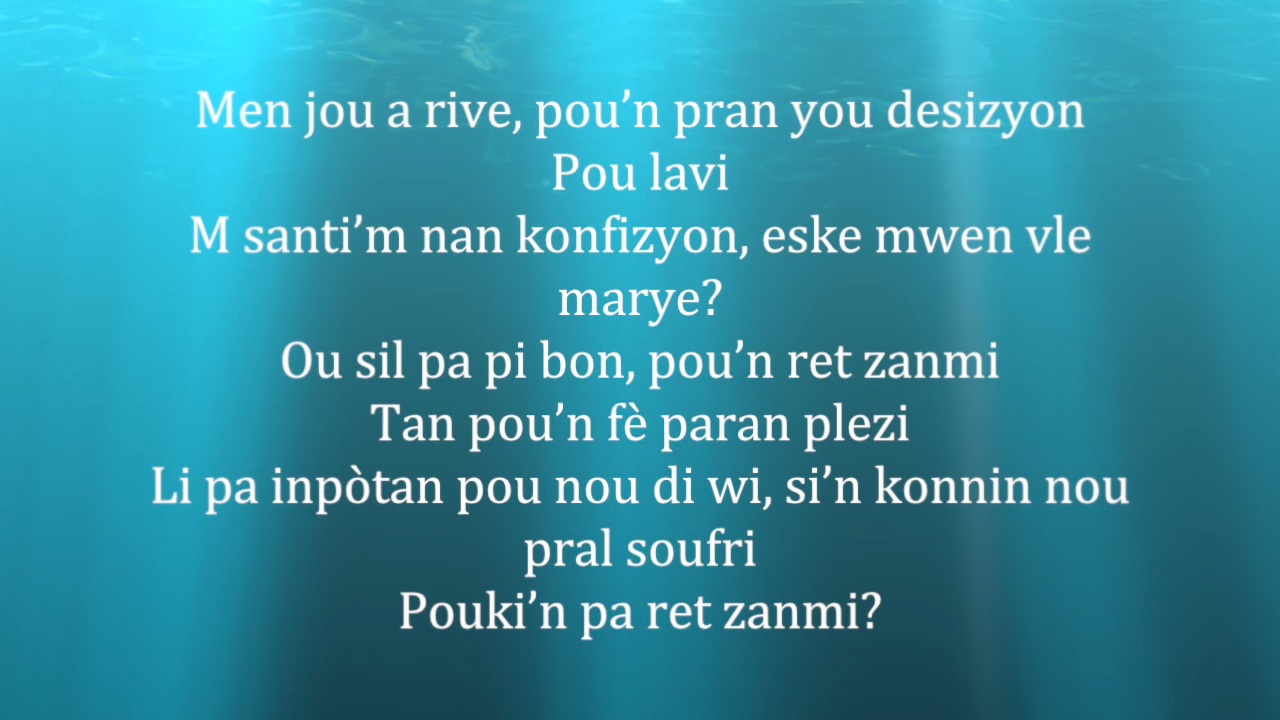 Men jou a rive, pou’n pran you desizyon
Pou lavi
M santi’m nan konfizyon, eske mwen vle
marye?
Ou sil pa pi bon, pou’n ret zanmi
Tan pou’n fè paran plezi
Li pa inpòtan pou nou di wi, si’n konnin nou
pral soufri
Pouki’n pa ret zanmi?